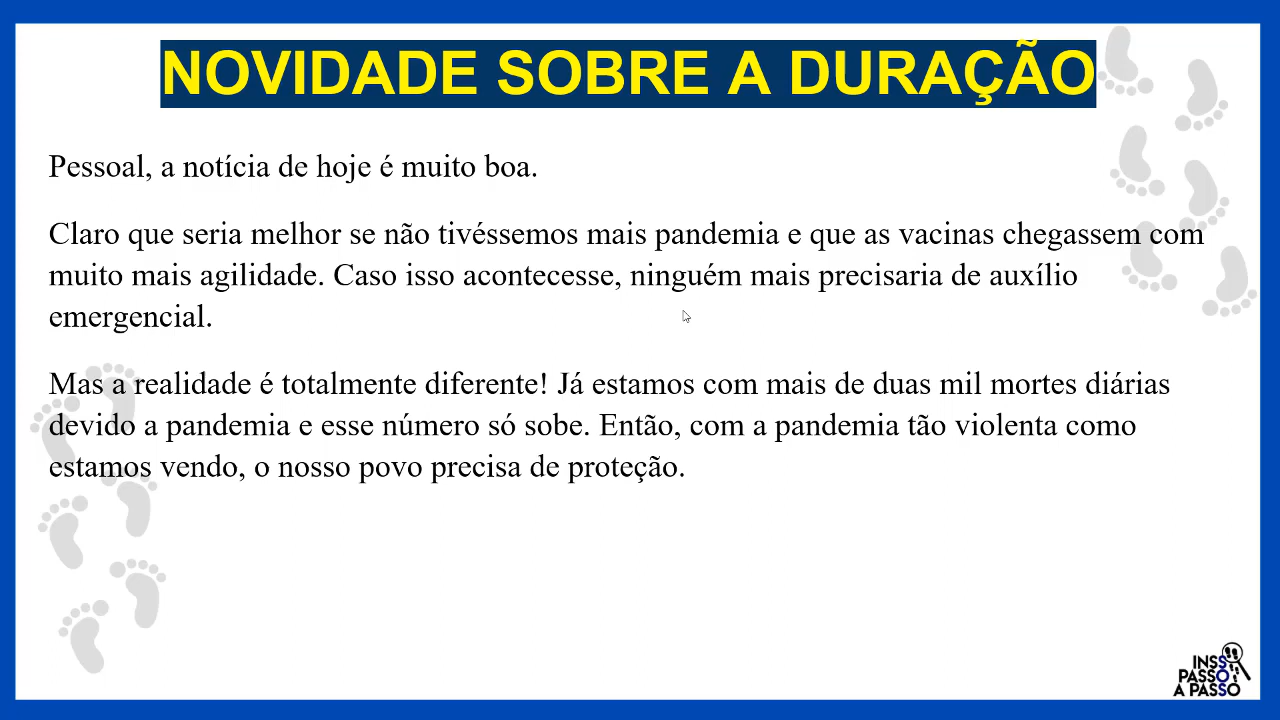 NOVIDADE SOBRE A DURAÇÃO
Pessoal, a notícia de hoje é muito boa.
Claro que seria melhor se não tivéssemos mais pandemia e que as vacinas chegassem com
muito mais agilidade. Caso isso acontecesse, ninguém mais precisaria de auxílio
emergencial.
Mas a realidade é totalmente diferente! Já estamos com mais de duas mil mortes diárias
devido a pandemia e esse número só sobe. Então, com a pandemia tão violenta como
estamos vendo, o nosso povo precisa de proteção.
INSS
PASSO
A PASSO